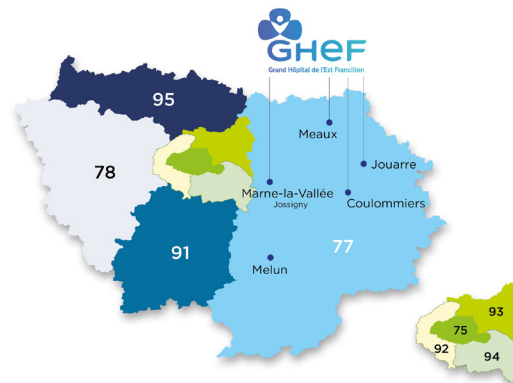 GHEF
Grand Hôpital de l'Est Francilien
95
Meaux
78
Jouarre
Marne-la-Vallée
Jossigny
Coulommiers
91
77
Melun
93
75
92
94